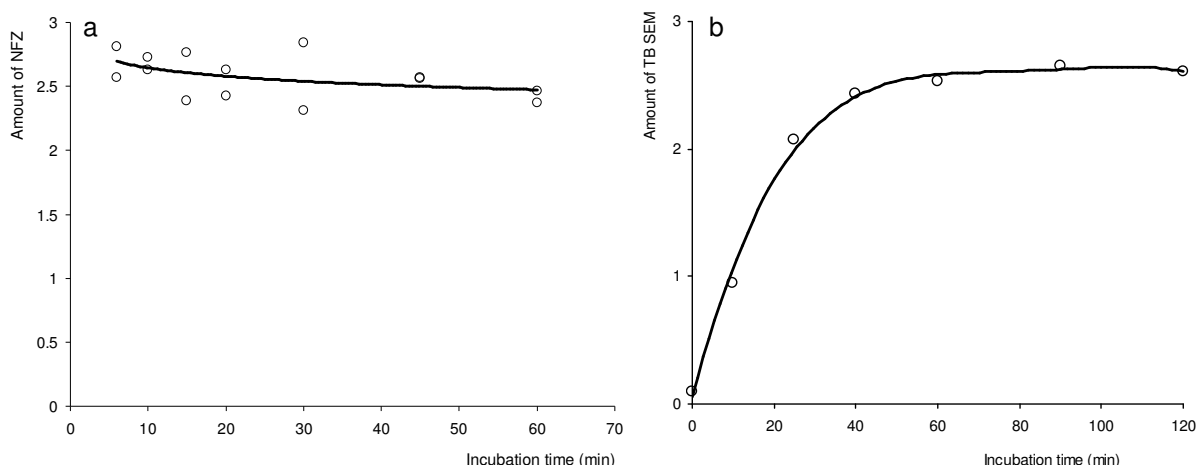 a
Amount of NFZ
3
2.5
2
1.5
1
0.5
0
0 10 20 30 40 50 60 70
Incubation time (min)
b
Amount of TB SEM
3
2
1
0
0 20 40 60 80 100 120
Incubation time (min)